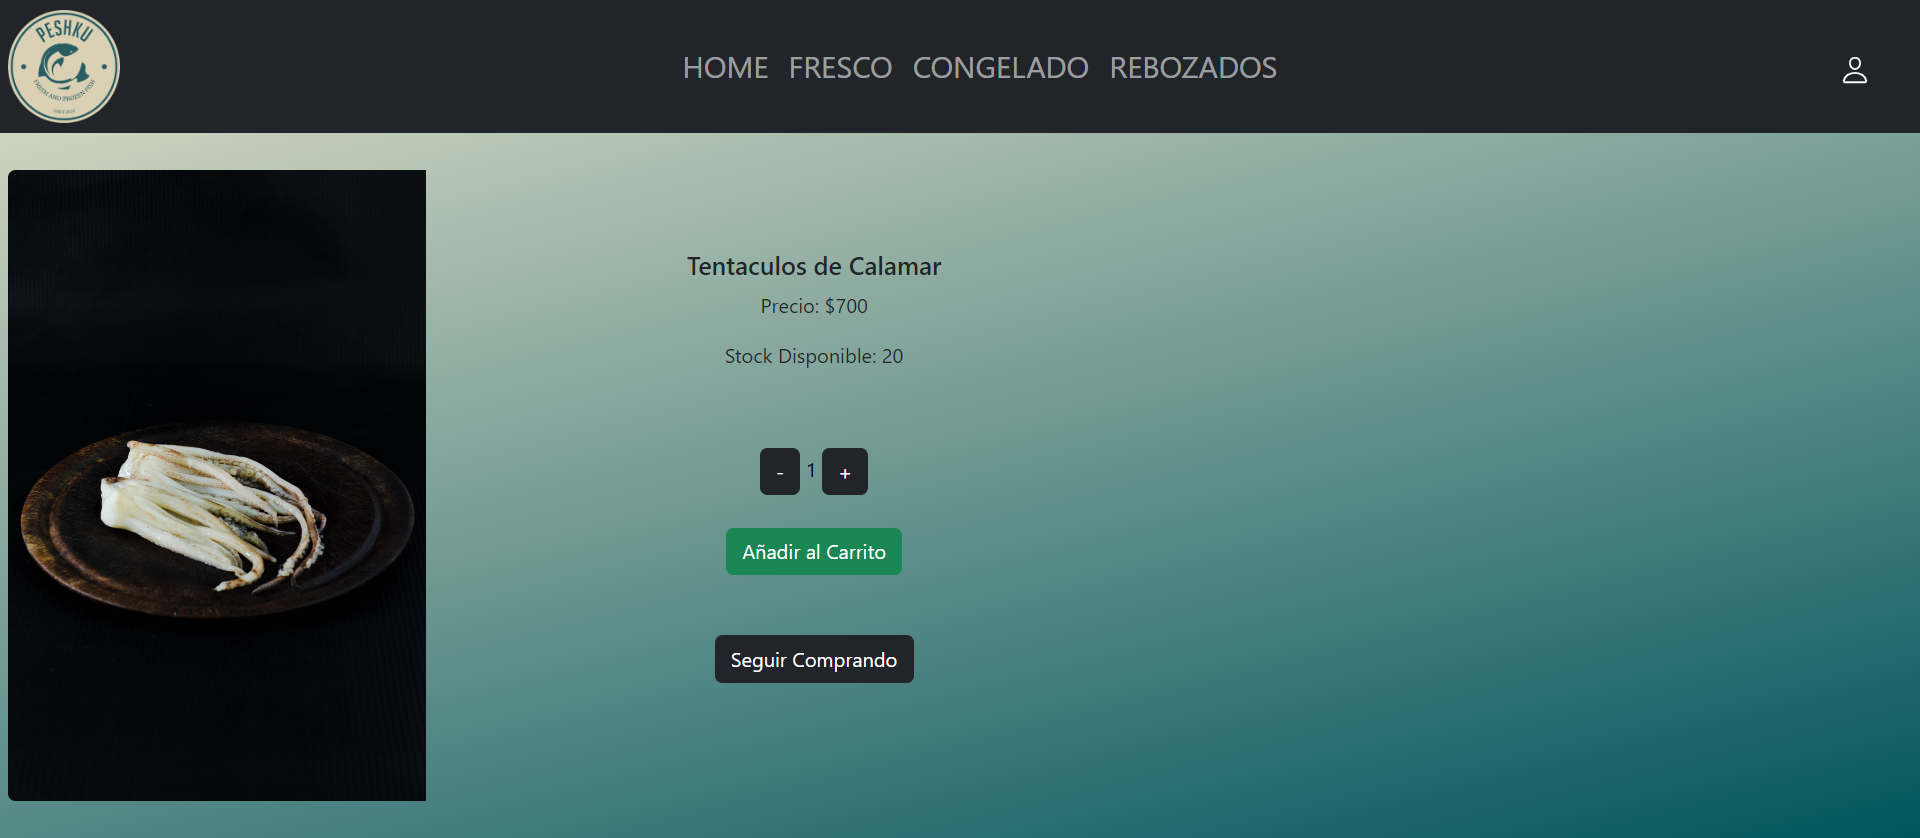 PESHKU
FRESH AND FROZEN FISH
HOME FRESCO CONGELADO REBOZADOS
Tentaculos de Calamar
Precio: $700
Stock Disponible: 20
- 1 +
Añadir al Carrito
Seguir Comprando